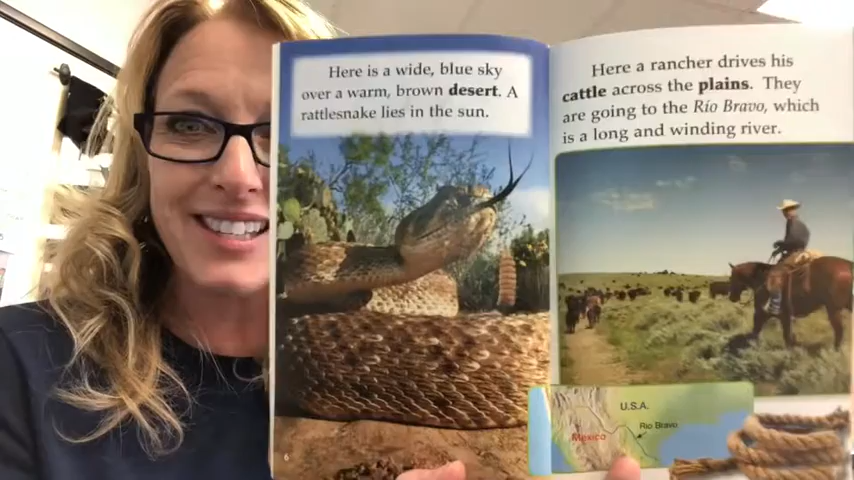 Here is a wide, blue sky
over a warm, brown desert. A
rattlesnake lies in the sun.
6
Here a rancher drives his
cattle across the plains. They
are going to the Río Bravo, which
is a long and winding river.
U.S.A.
Rio Bravo
Mexico